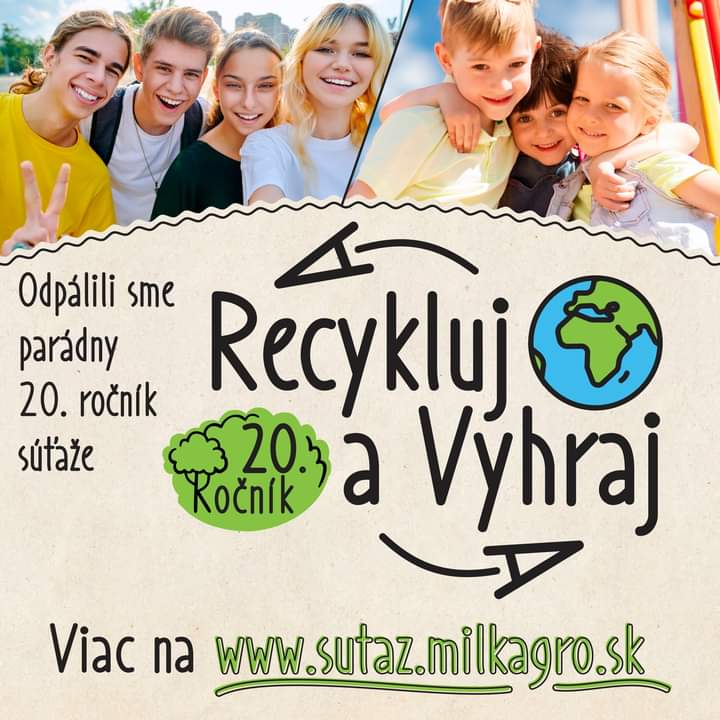 Odpálili sme
parádny
20. ročník
súťaže
Recykluj
a Vyhraj
20.
Ročník
Viac na www.sutaz.milkagro.sk